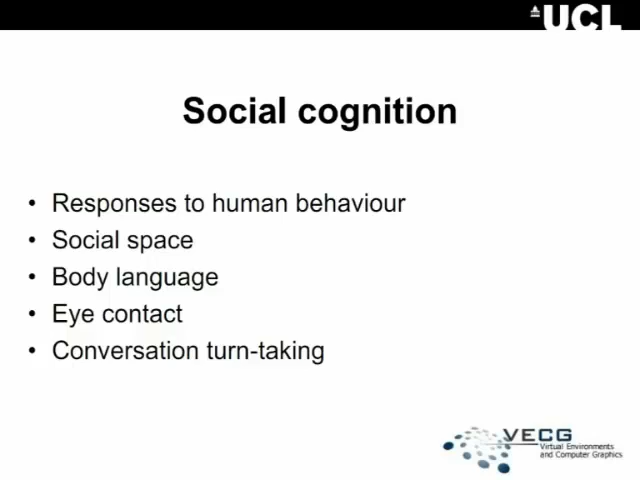 UCL
Social cognition
• Responses to human behaviour
• Social space
• Body language
• Eye contact
• Conversation turn-taking
VECG
Virtual Environments
and Computer Graphics